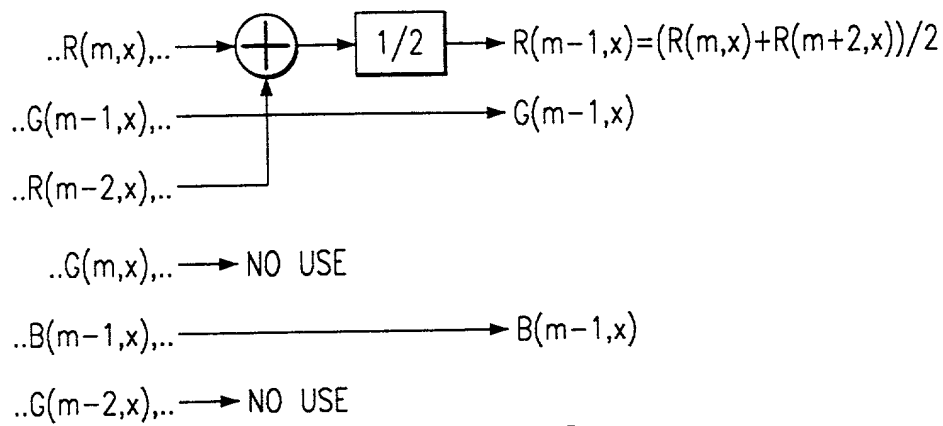 ..R(m,x),.. 1/2 R(m-1,x)=(R(m,x)+R(m+2,x))/2
..G(m-1,x),.. G(m-1,x)
..R(m-2,x),..
..G(m,x),.. NO USE
..B(m-1,x),.. B(m-1,x)
..G(m-2,x),.. NO USE